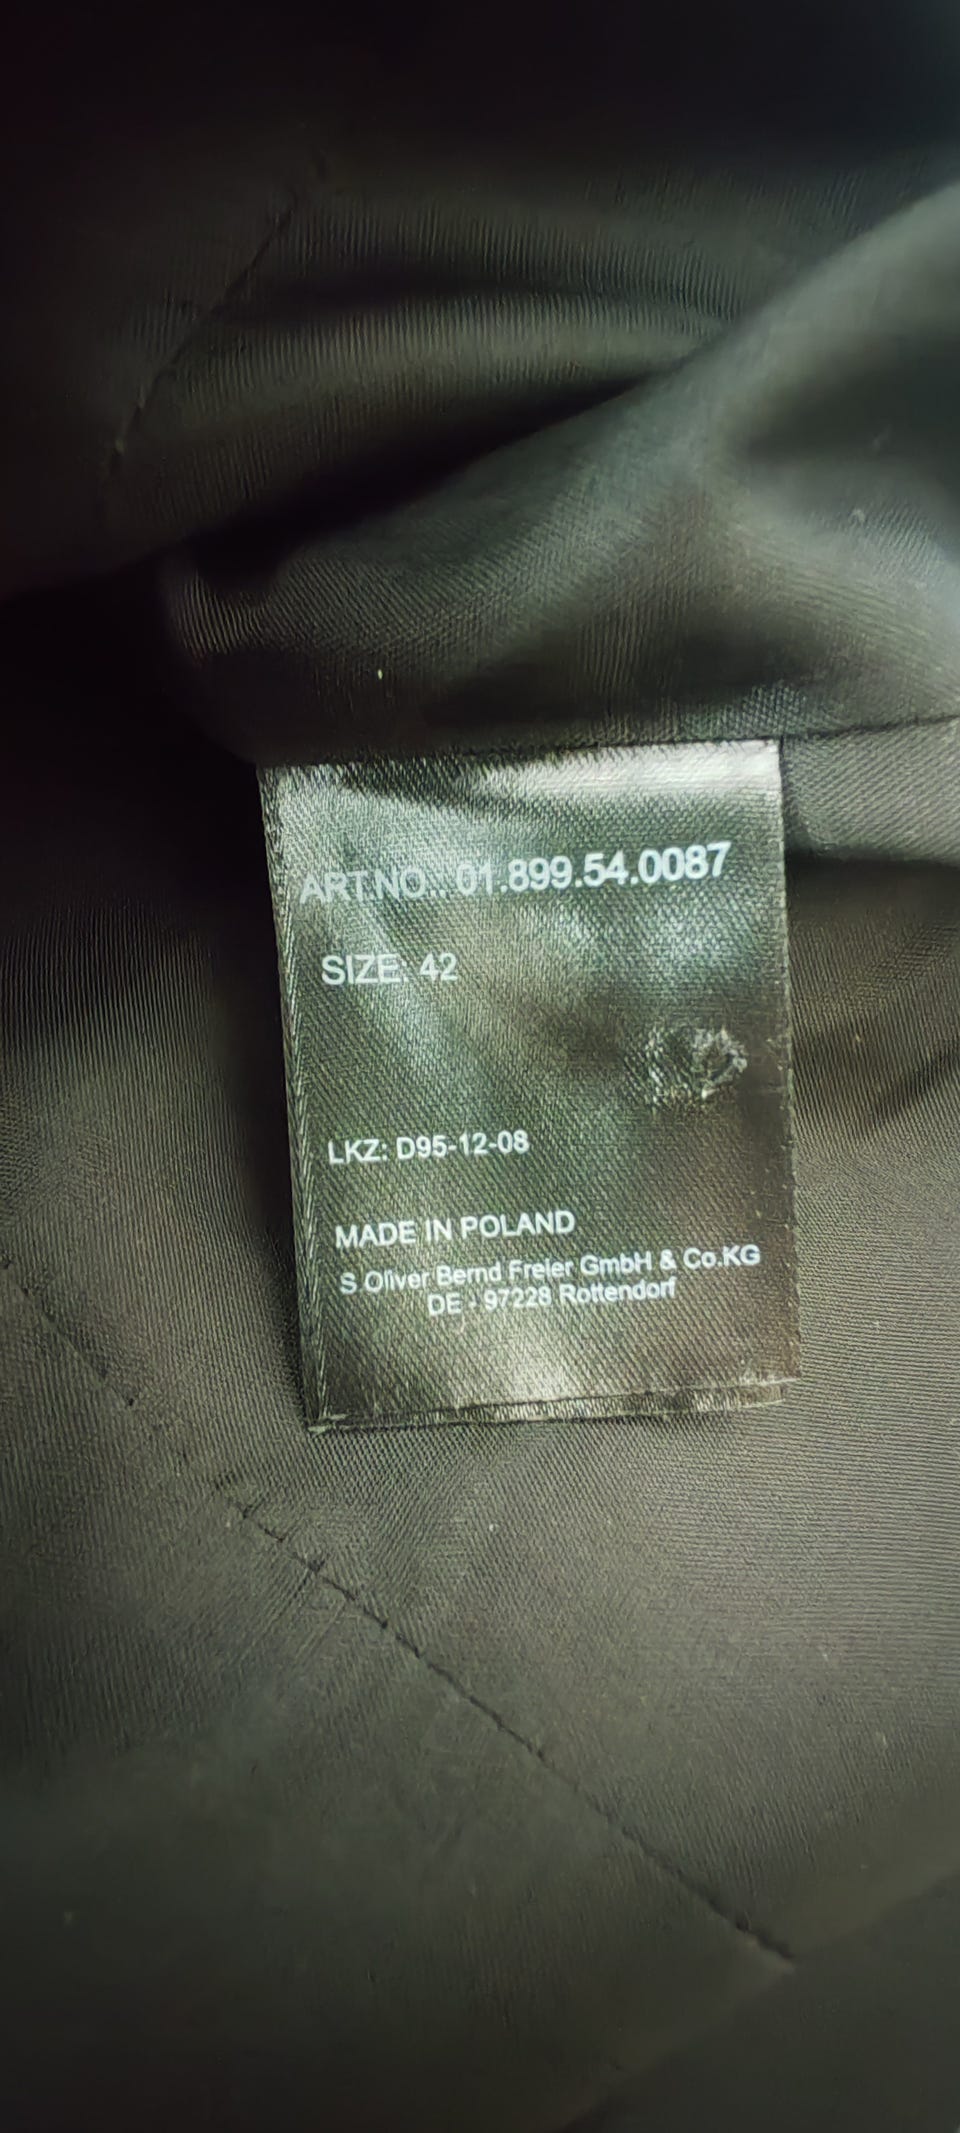 ART.NO.: 01.899.54.0087
SIZE: 42
LKZ: D95-12-08
MADE IN POLAND
S Oliver Bernd Freier GmbH & Co.KG
DE - 97228 Rottendorf